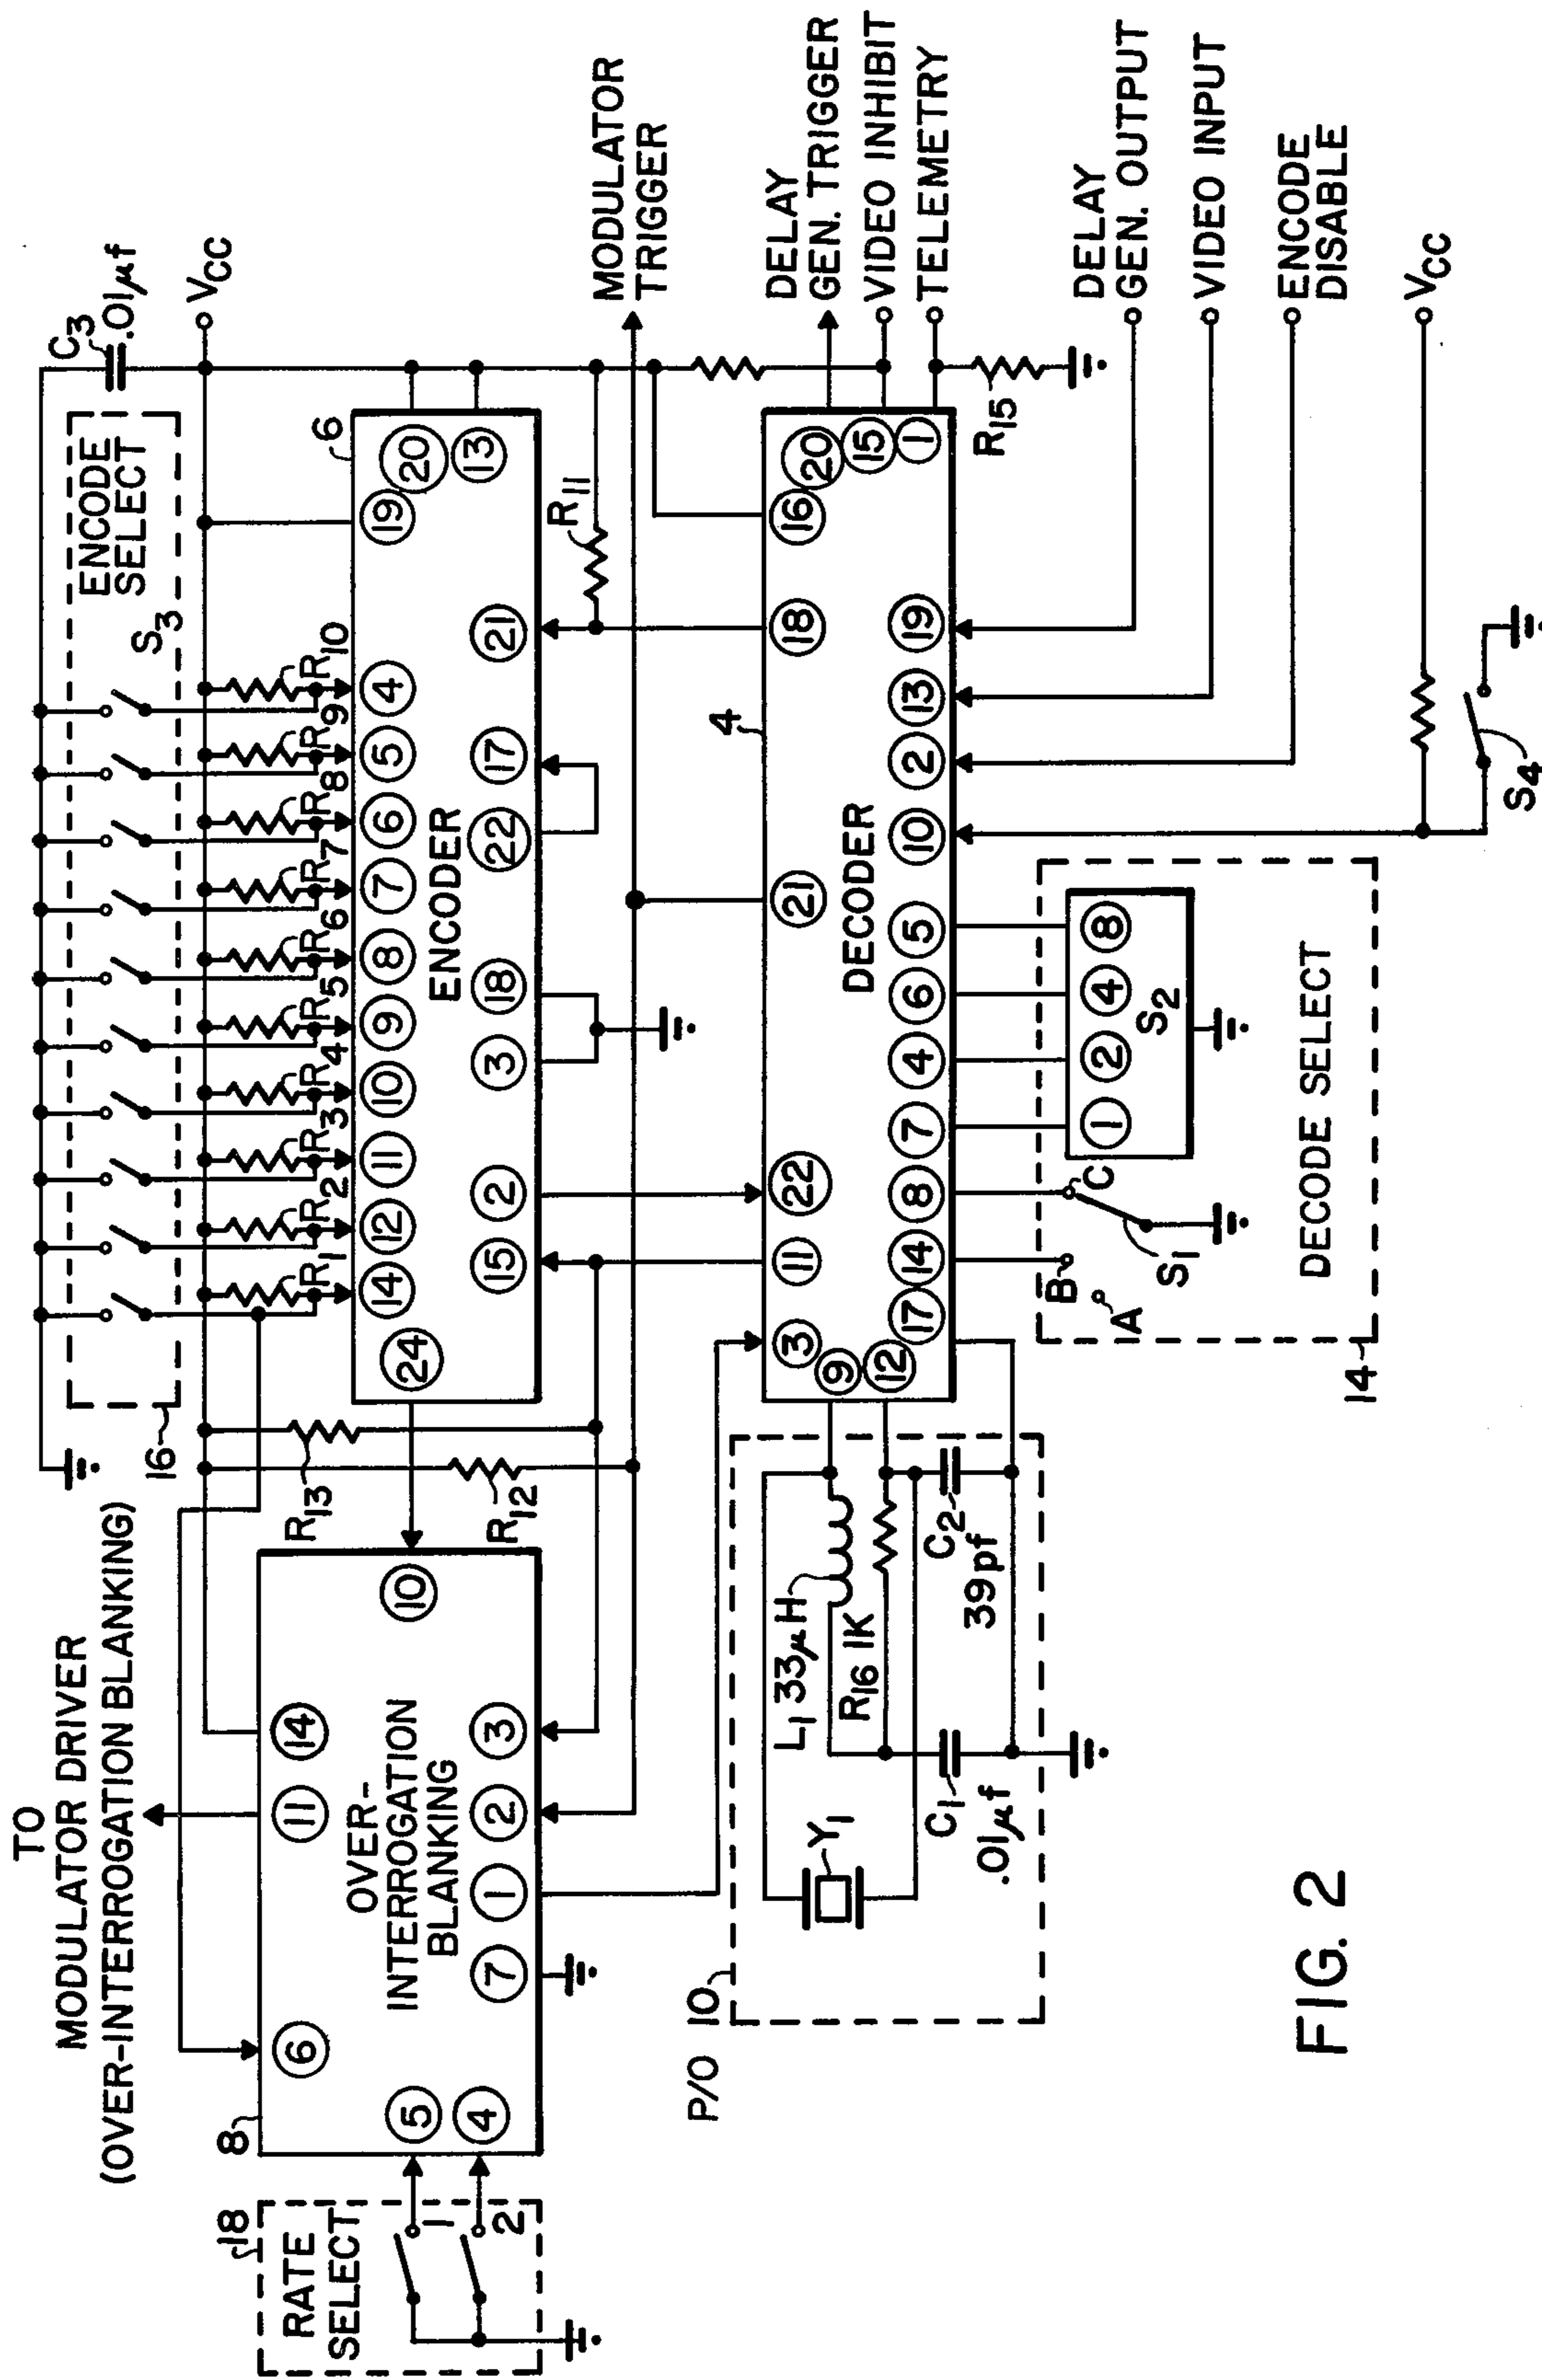 TO
MODULATOR DRIVER
(OVER-INTERROGATION BLANKING)
18
RATE
SELECT
1
2
8
6
11
14
5
4
OVER-
INTERROGATION
BLANKING
10
7
1
2
3
16
ENCODE
SELECT
S3
C3
.01µf
VCC
R1
R2
R3
R4
R5
R6
R7
R8
R9
R10
R13
R12
6
14
12
11
10
9
8
7
6
5
4
19
20
13
24
ENCODER
15
2
3
18
22
17
21
R11
MODULATOR
TRIGGER
P/O 10
Y1
L1 33µH
R16 1K
C1
.01µf
C2
39pf
4
3
11
22
21
18
16
20
15
1
9
12
DECODER
17
14
8
7
4
6
5
10
2
13
19
DELAY
GEN. TRIGGER
VIDEO INHIBIT
TELEMETRY
R15
DELAY
GEN. OUTPUT
VIDEO INPUT
ENCODE
DISABLE
VCC
S4
14
A
B
C
S1
1
2
4
8
S2
DECODE SELECT
FIG. 2